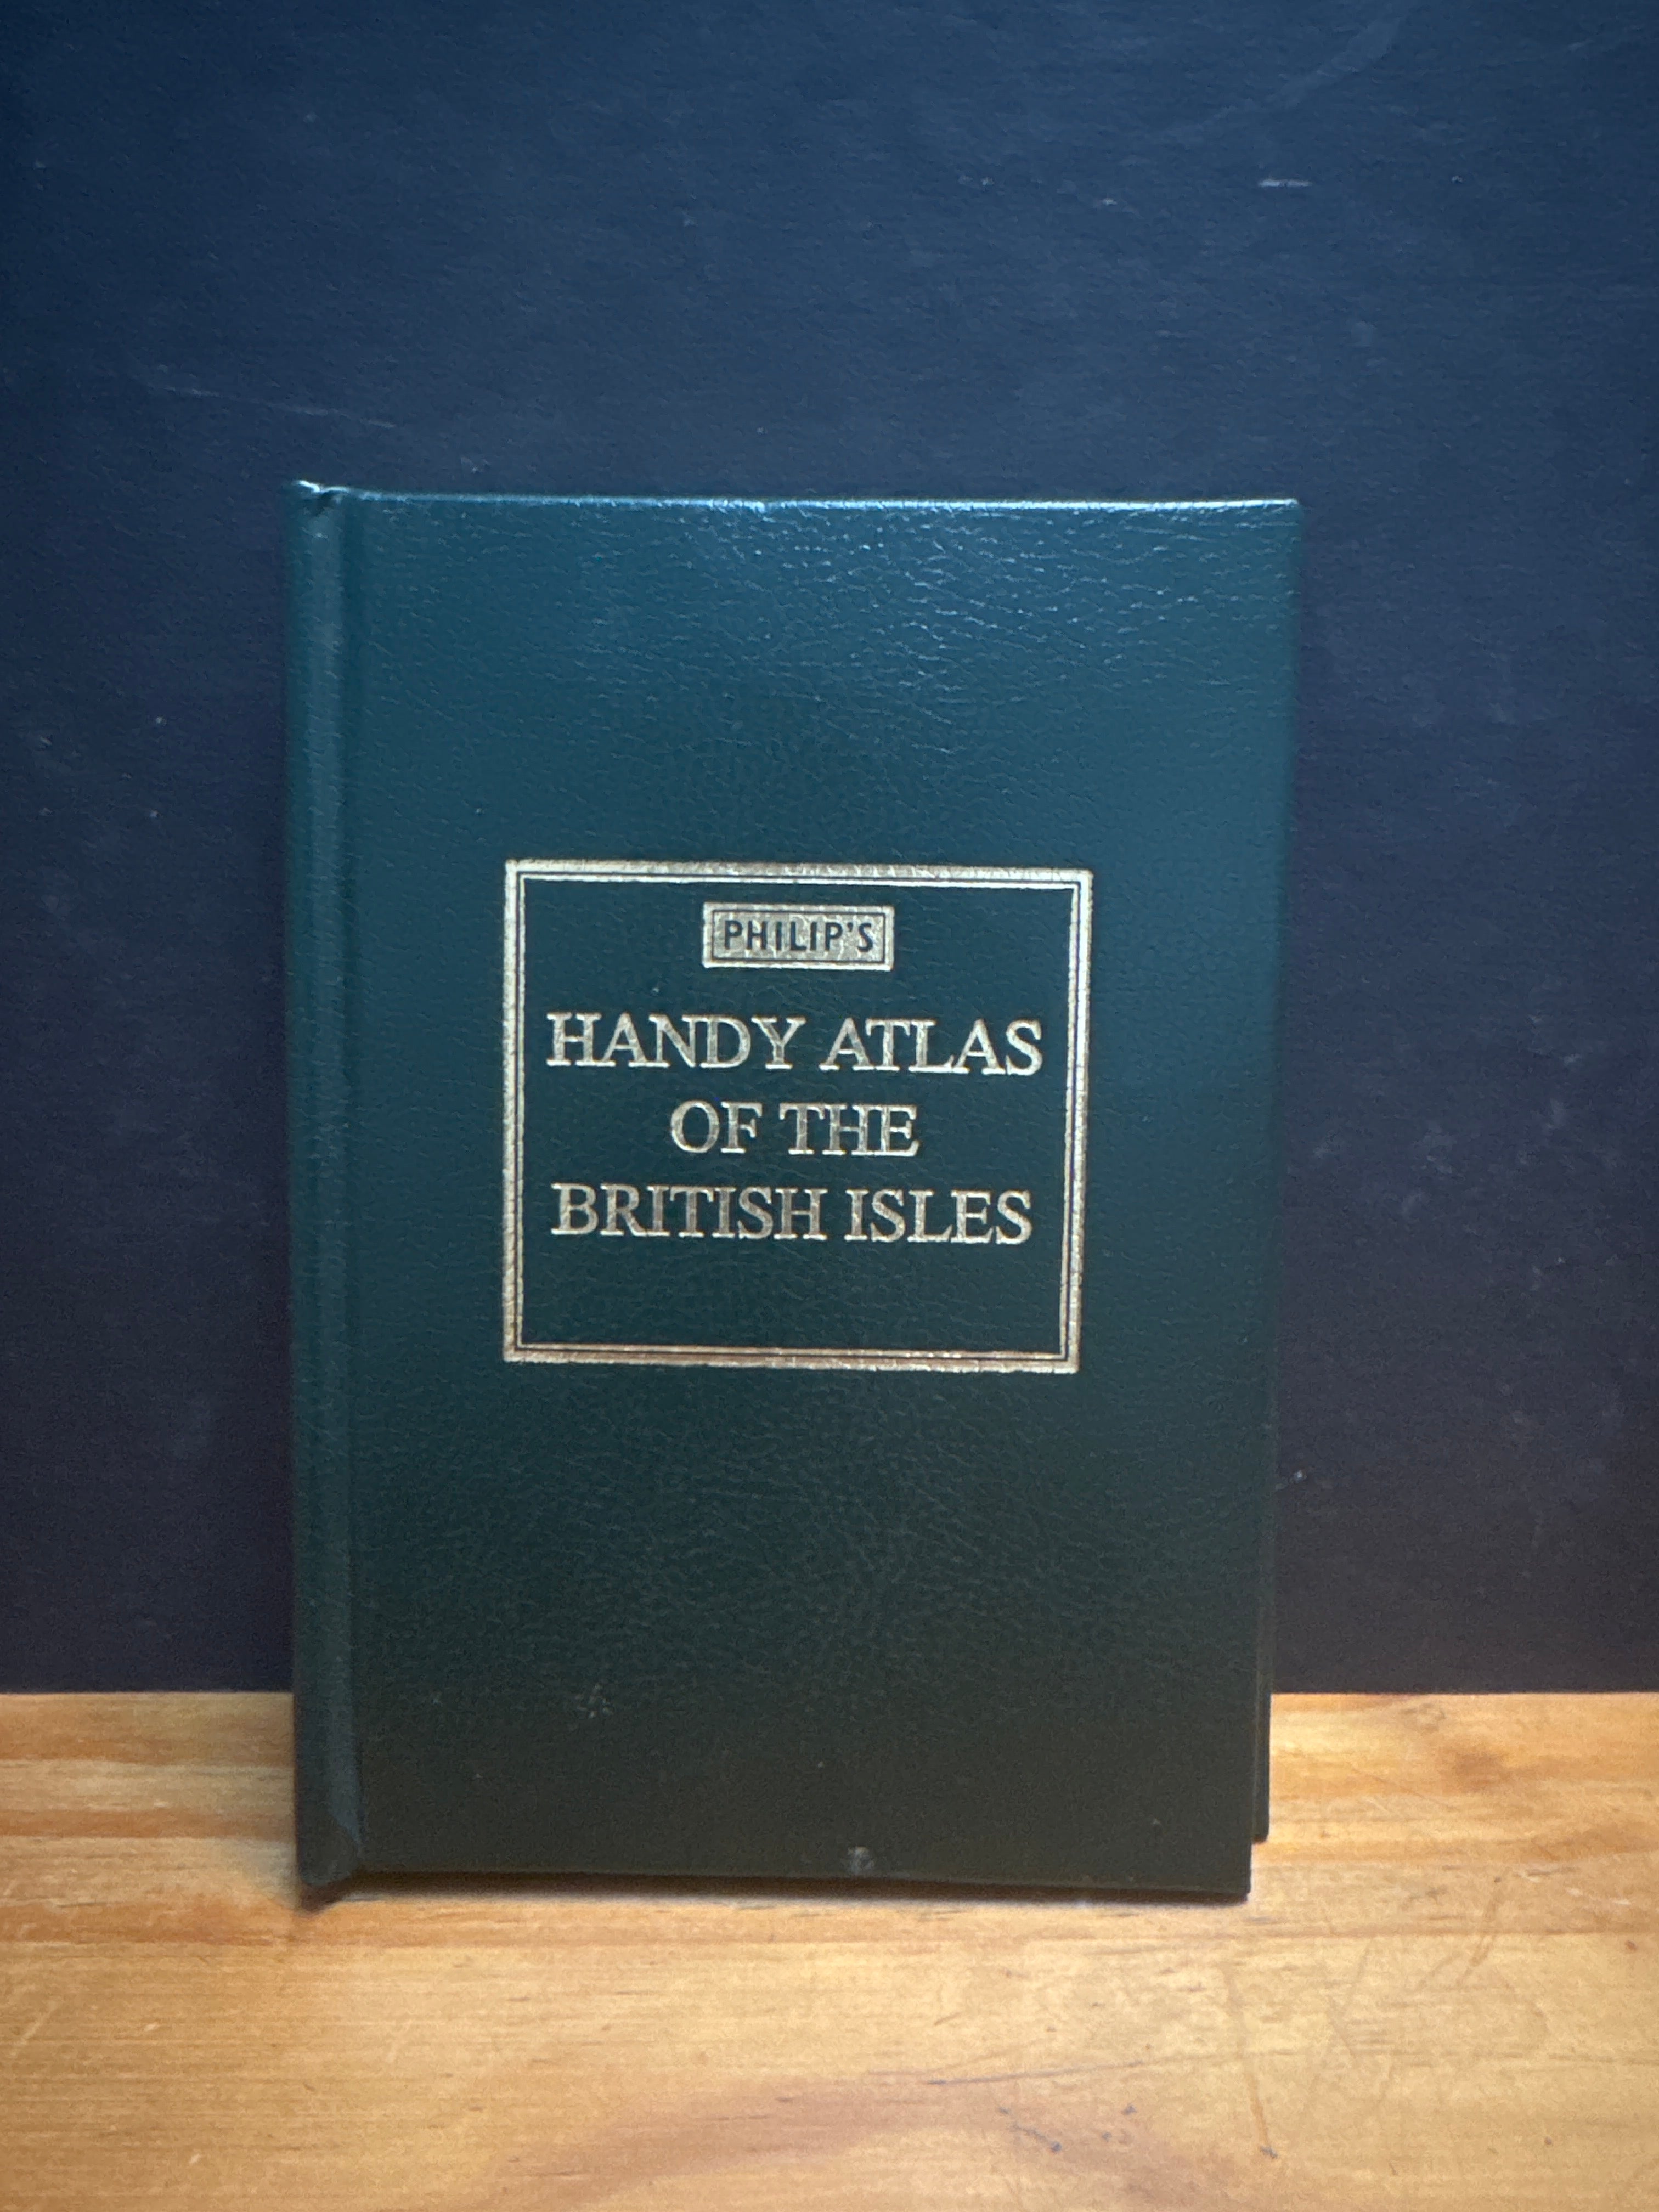 PHILIP'S
HANDY ATLAS
OF THE
BRITISH ISLES